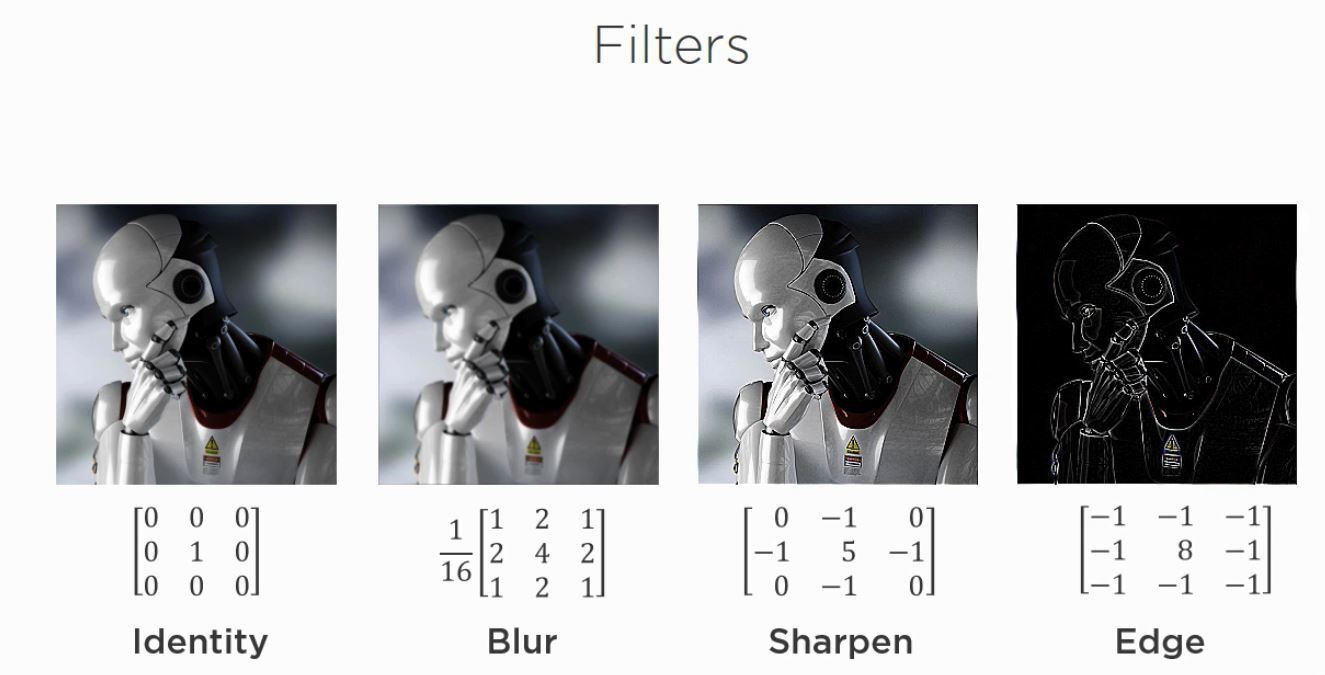 Filters
[0 0 0] [1 2 1] [0 −1 0] [−1 −1 −1]
[0 1 0] 1/16 [2 4 2] [−1 5 −1] [−1 8 −1]
[0 0 0] [1 2 1] [0 −1 0] [−1 −1 −1]
Identity Blur Sharpen Edge